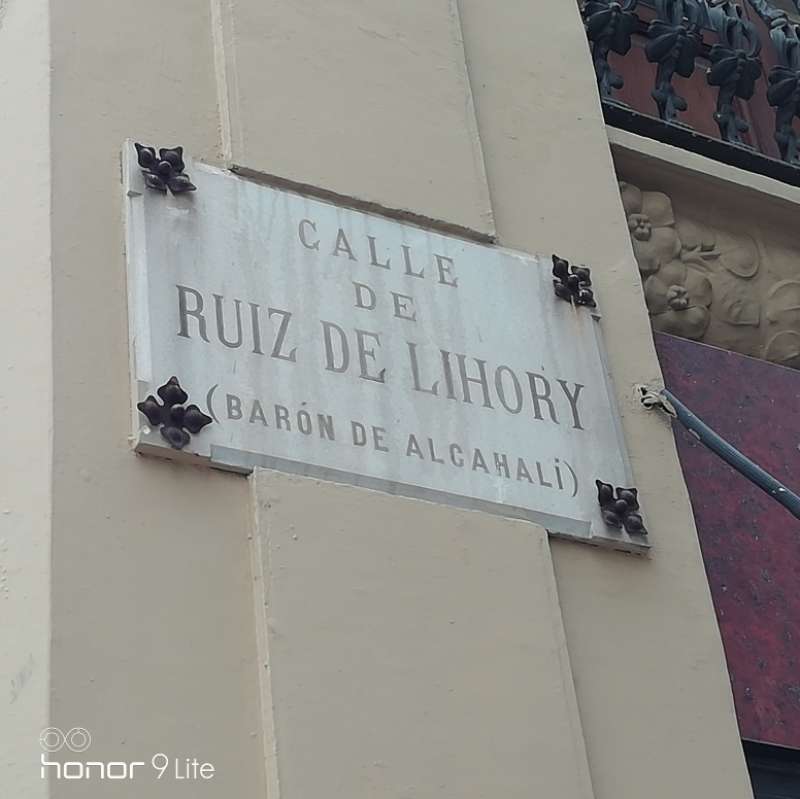 CALLE
DE
RUIZ DE LIHORY
(BARÓN DE ALCAHALÍ)
honor 9 Lite